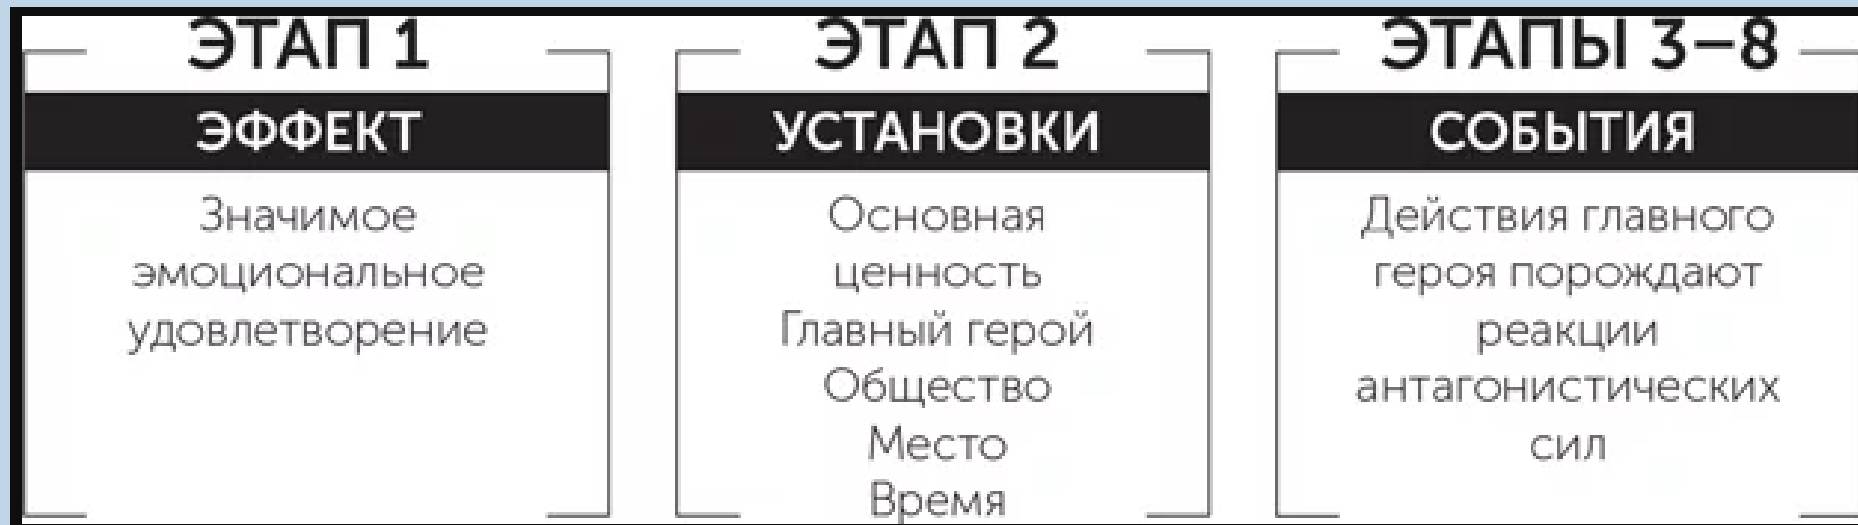 ЭТАП 1
ЭФФЕКТ
Значимое
эмоциональное
удовлетворение
ЭТАП 2
УСТАНОВКИ
Основная
ценность
Главный герой
Общество
Место
Время
ЭТАПЫ 3–8
СОБЫТИЯ
Действия главного
героя порождают
реакции
антагонистических
сил